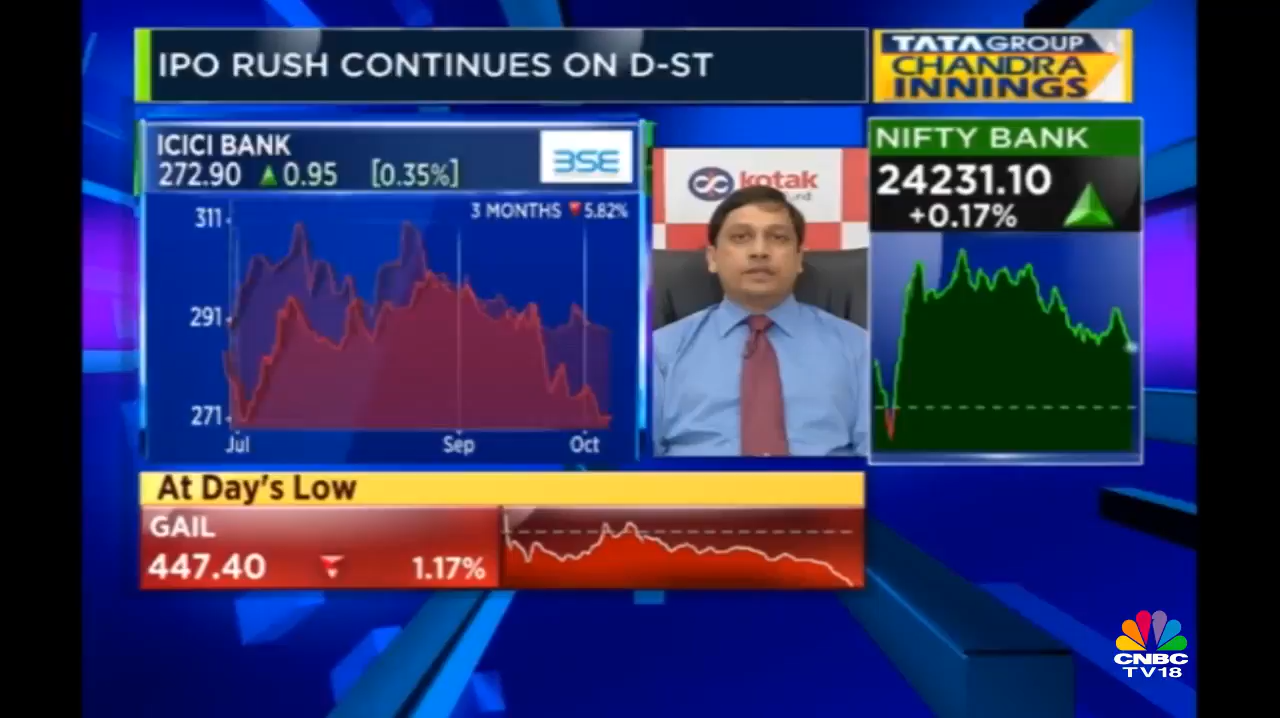 IPO RUSH CONTINUES ON D-ST
TATA GROUP
CHANDRA
INNINGS
ICICI BANK
272.90 ▲ 0.95 [0.35%]
BSE
3 MONTHS ▼ 5.82%
311
291
271
Jul Sep Oct
kotak
NIFTY BANK
24231.10
+0.17%
At Day's Low
GAIL
447.40 ▼ 1.17%
CNBC
TV18